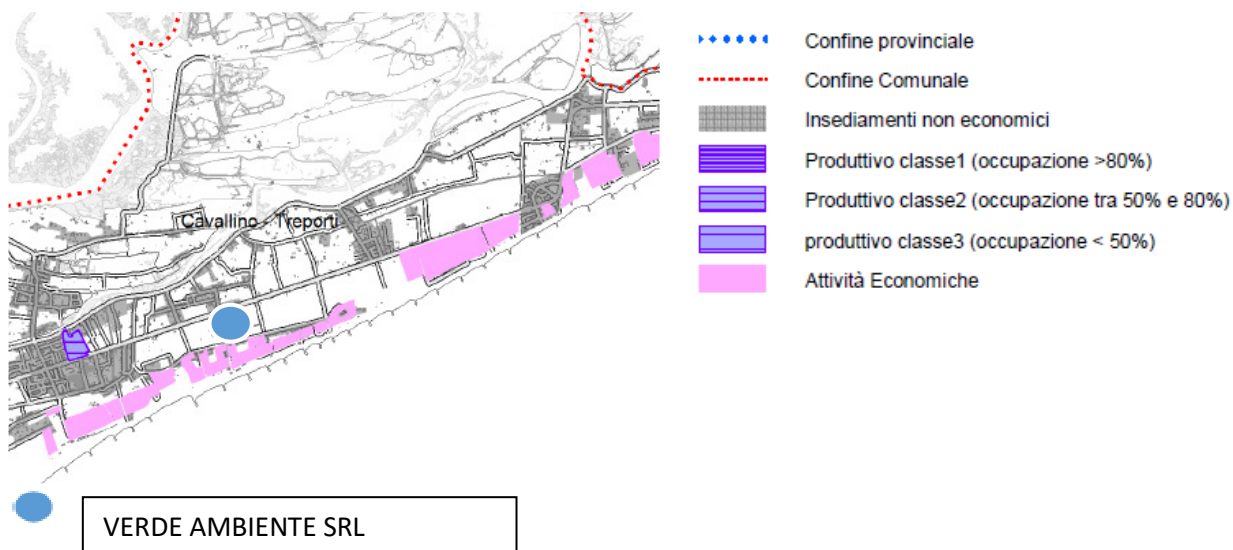 Confine provinciale
Confine Comunale
Insediamenti non economici
Produttivo classe1 (occupazione >80%)
Produttivo classe2 (occupazione tra 50% e 80%)
produttivo classe3 (occupazione < 50%)
Attività Economiche
Cavallino - Treporti
VERDE AMBIENTE SRL